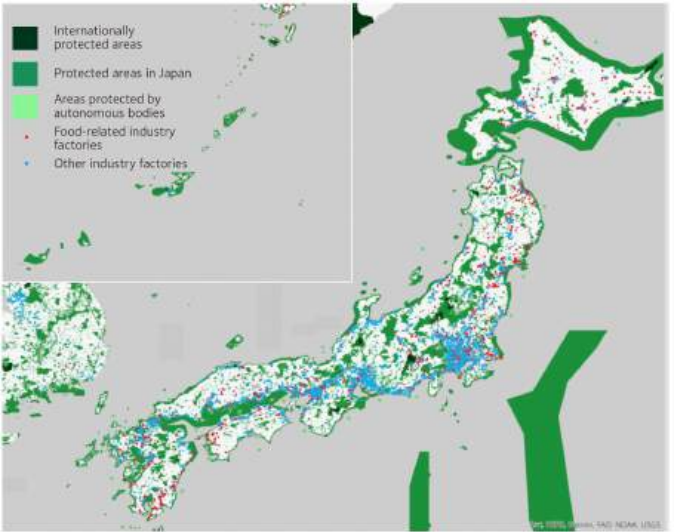 Internationally
protected areas
Protected areas in Japan
Areas protected by
autonomous bodies
Food-related industry
factories
Other industry factories
FAO, NOAA, USGS